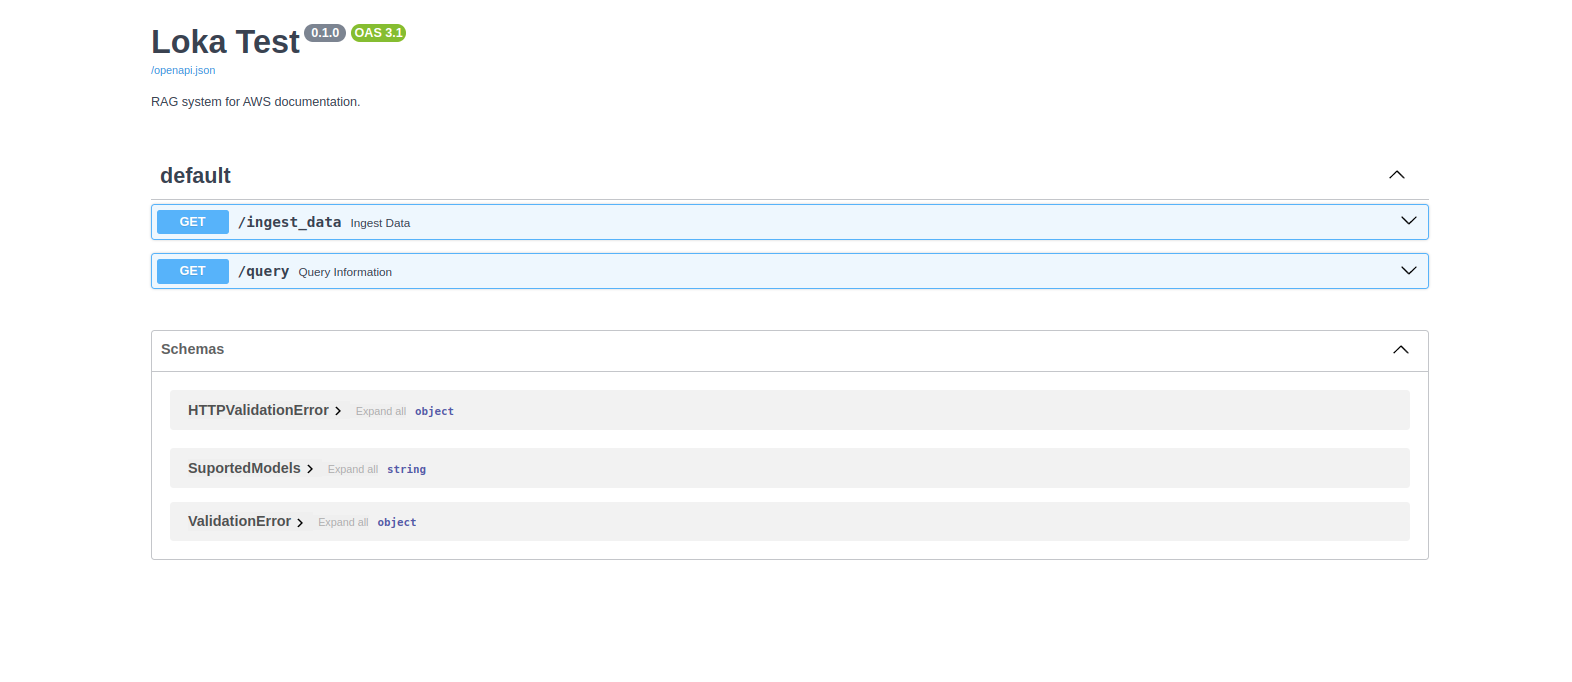 Loka Test 0.1.0 OAS 3.1
/openapi.json
RAG system for AWS documentation.
default
GET /ingest_data Ingest Data
GET /query Query Information
Schemas
HTTPValidationError Expand all object
SuportedModels Expand all string
ValidationError Expand all object